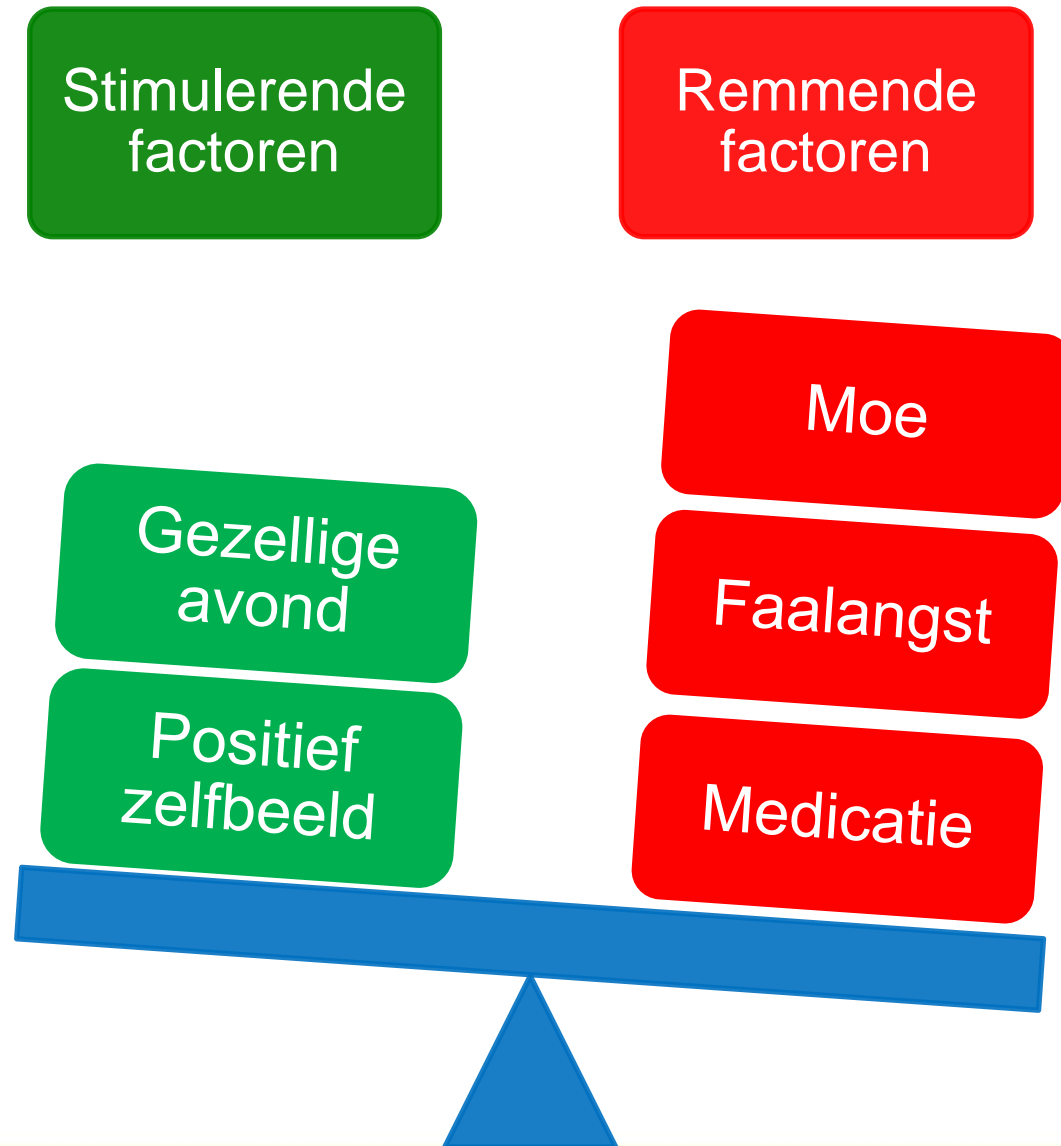 Stimulerende
factoren
Remmende
factoren
Moe
Gezellige
avond
Faalangst
Positief
zelfbeeld
Medicatie